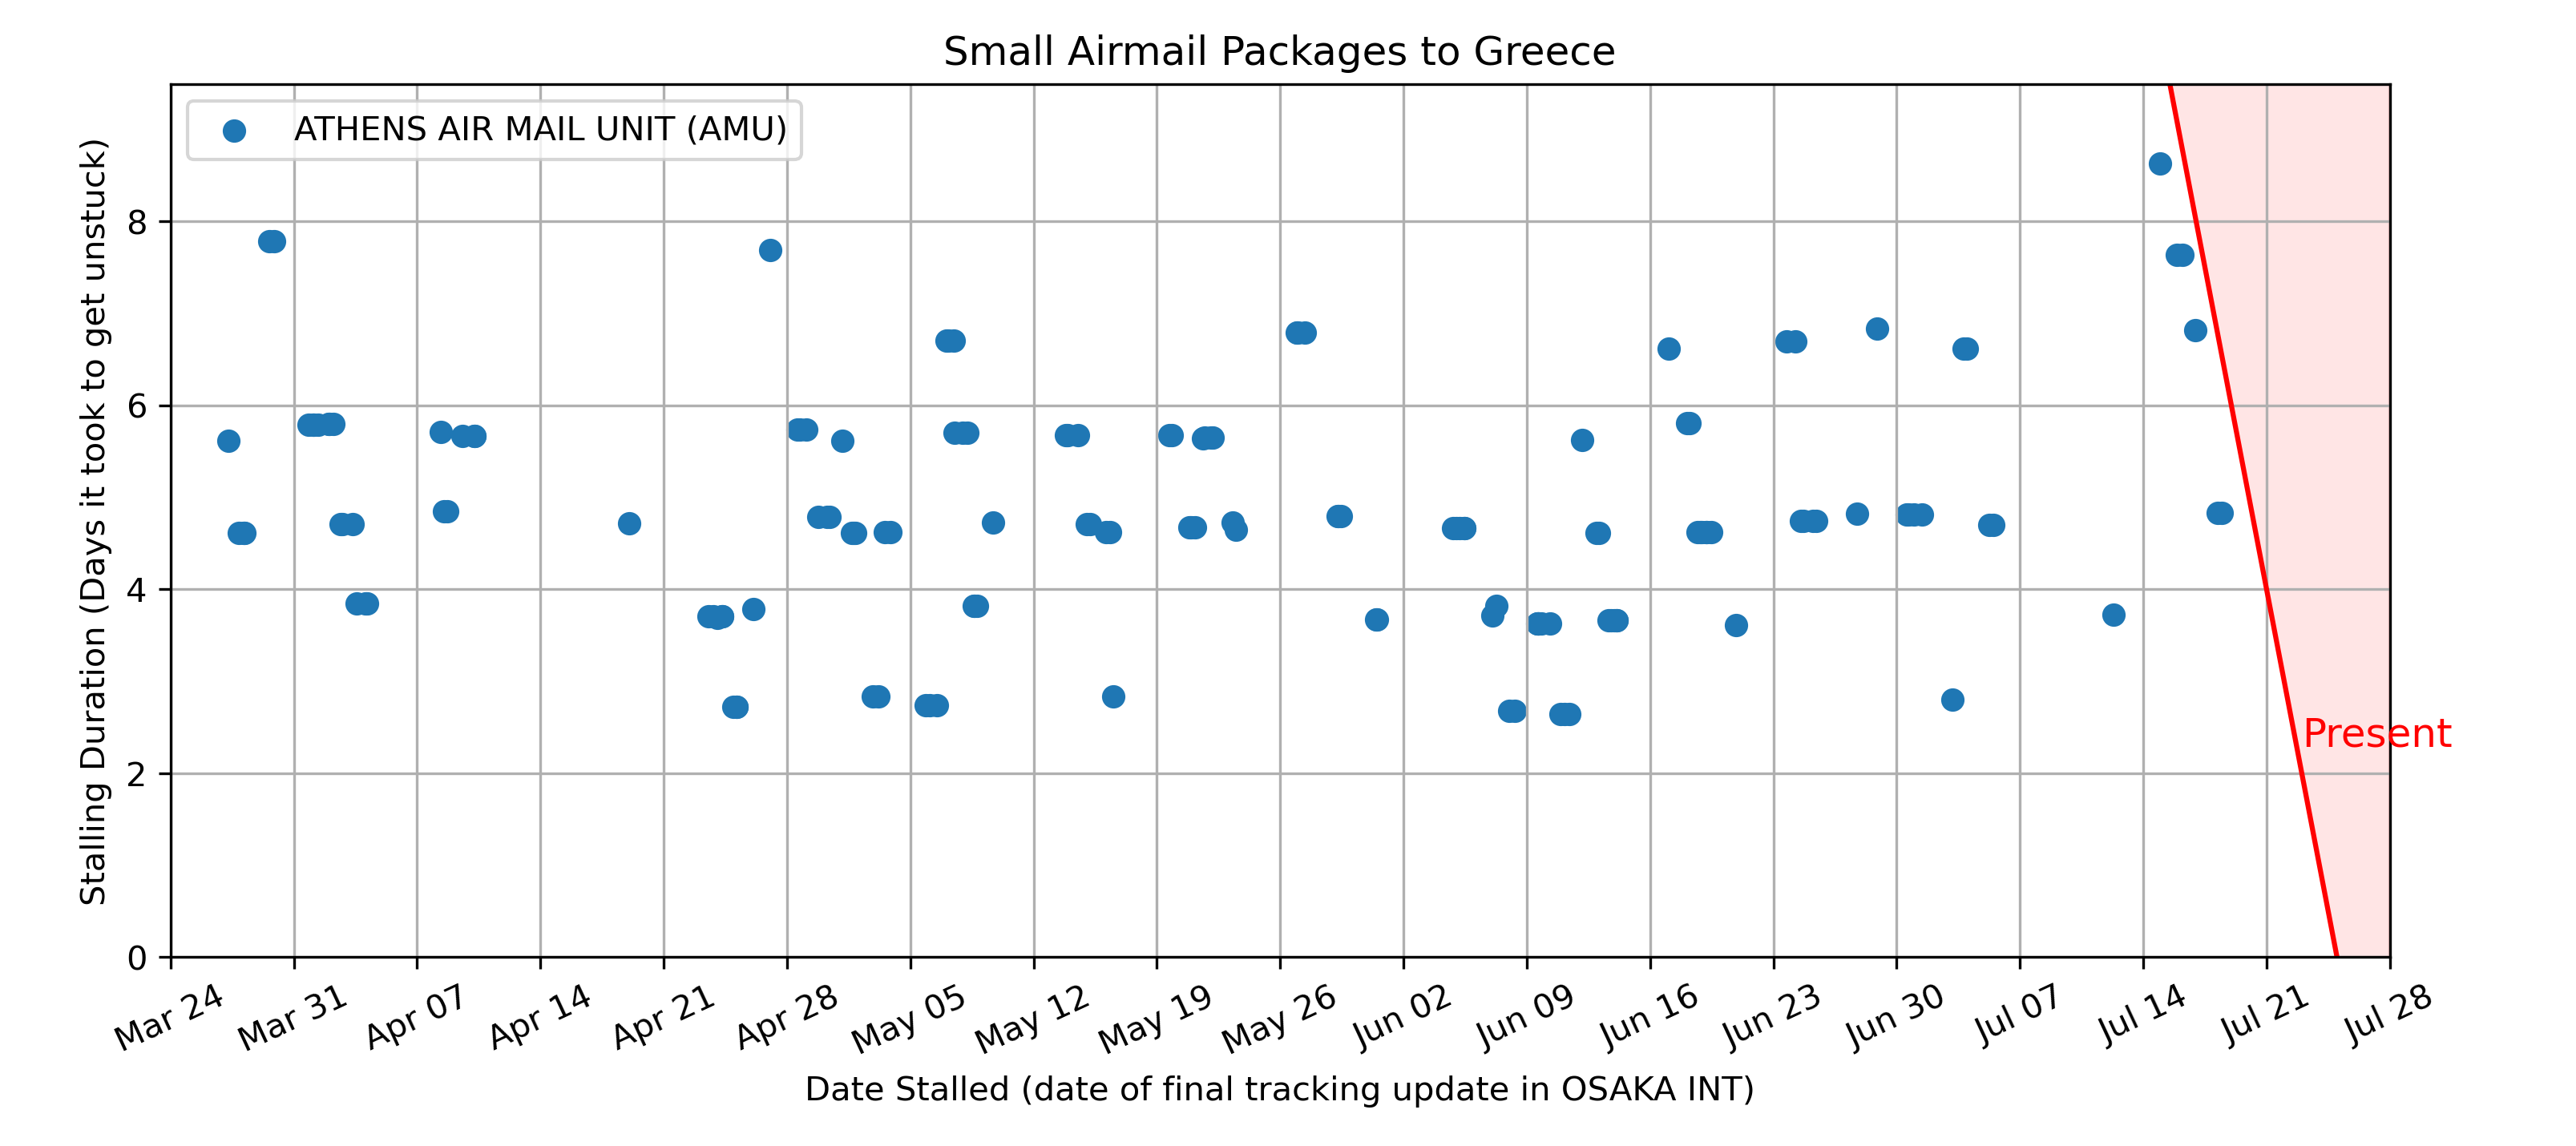 Small Airmail Packages to Greece
ATHENS AIR MAIL UNIT (AMU)
Stalling Duration (Days it took to get unstuck)
8
6
4
2
0
Present
Mar 24 Mar 31 Apr 07 Apr 14 Apr 21 Apr 28 May 05 May 12 May 19 May 26 Jun 02 Jun 09 Jun 16 Jun 23 Jun 30 Jul 07 Jul 14 Jul 21 Jul 28
Date Stalled (date of final tracking update in OSAKA INT)